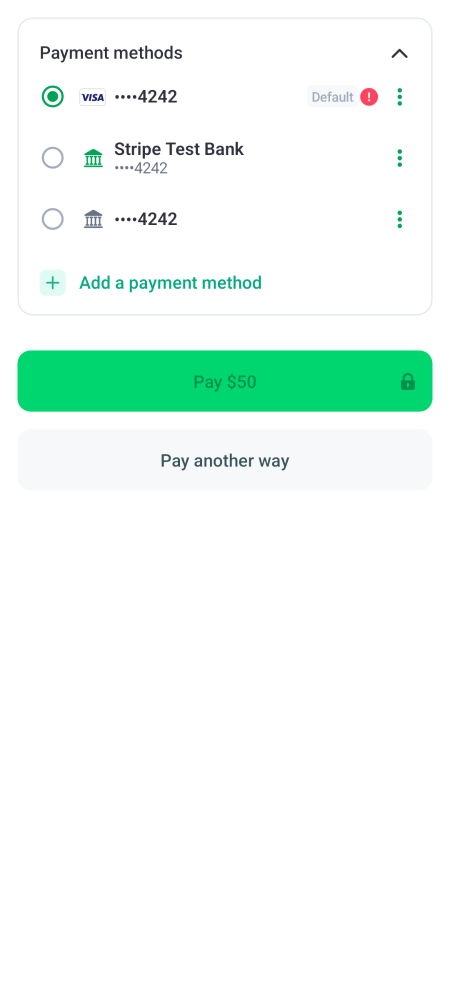 Payment methods
VISA ••••4242 Default !
Stripe Test Bank
••••4242
••••4242
Add a payment method
Pay $50
Pay another way